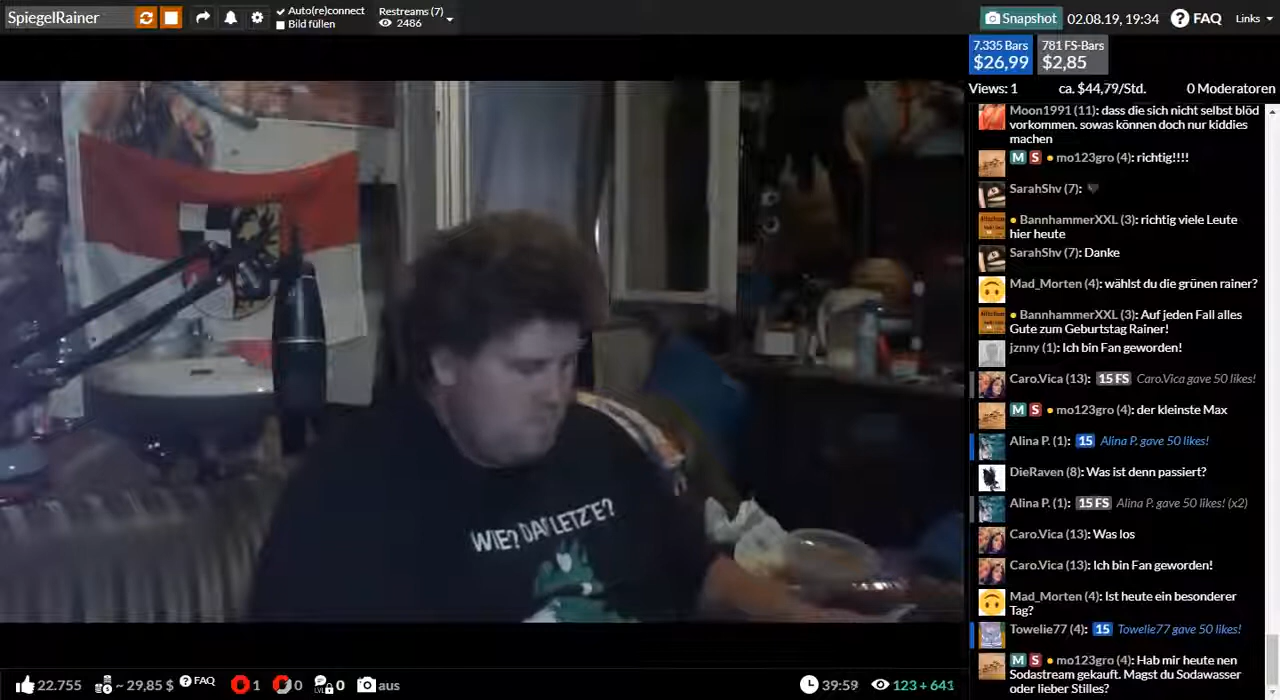 SpiegelRainer
Auto(re)connect
Bild füllen
Restreams (7)
2486
Snapshot
02.08.19, 19:34
FAQ
Links
7.335 Bars
$26,99
781 FS-Bars
$2,85
Views: 1 ca. $44,79/Std. 0 Moderatoren
Moon1991 (11): dass die sich nicht selbst blöd
vorkommen. sowas können doch nur kiddies
machen
M S mo123gro (4): richtig!!!!
SarahShv (7): 🖤
BannhammerXXL (3): richtig viele Leute
hier heute
SarahShv (7): Danke
Mad_Morten (4): wählst du die grünen rainer?
BannhammerXXL (3): Auf jeden Fall alles
Gute zum Geburtstag Rainer!
jznny (1): Ich bin Fan geworden!
Caro.Vica (13): 15 FS Caro.Vica gave 50 likes!
M S mo123gro (4): der kleinste Max
Alina P. (1): 15 Alina P. gave 50 likes!
DieRaven (8): Was ist denn passiert?
Alina P. (1): 15 FS Alina P. gave 50 likes! (x2)
Caro.Vica (13): Was los
Caro.Vica (13): Ich bin Fan geworden!
Mad_Morten (4): Ist heute ein besonderer
Tag?
Towelie77 (4): 15 Towelie77 gave 50 likes!
M S mo123gro (4): Hab mir heute nen
Sodastream gekauft. Magst du Sodawasser
oder lieber Stilles?
WIE? LETZ'E?
22.755
~ 29,85 $
FAQ
1
0
LVL
0
aus
39:59
123 + 641